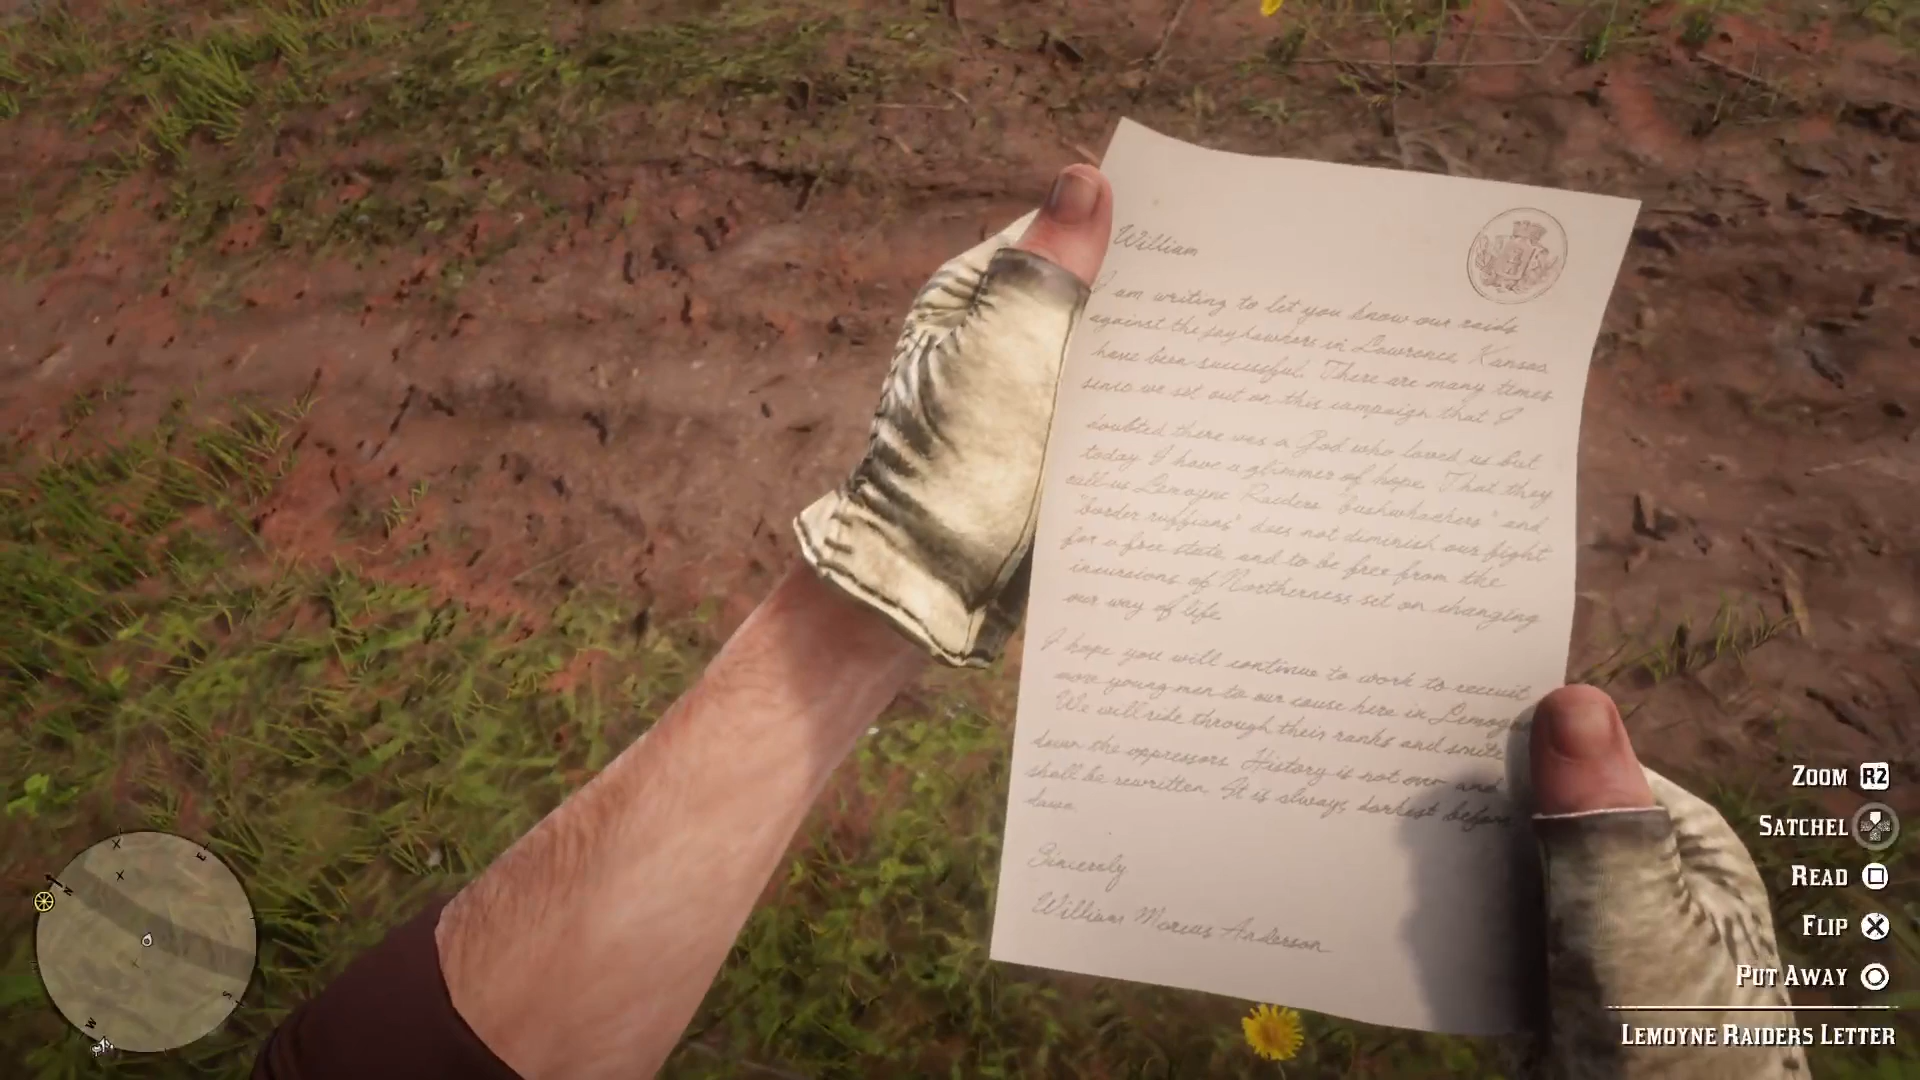 William
I am writing to let you know our raids
against the jayhawkers in Lawrence, Kansas
have been successful. There are many times
since we set out on this campaign that I
doubted there was a God who loved us but
today I have a glimmer of hope. That they
call us Lemoyne Raiders "bushwhackers" and
"border ruffians" does not diminish our fight
for a free state and to be free from the
incursions of Northerness set on changing
our way of life.
I hope you will continue to work to recruit
more young men to our cause here in Lemoyne
We will ride through their ranks and smite
down the oppressors. History is not over and
shall be rewritten. It is always darkest before
dawn.
Sincerely
William Marcus Anderson
ZOOM R2
SATCHEL
READ
FLIP
PUT AWAY
LEMOYNE RAIDERS LETTER
N
E
S
W